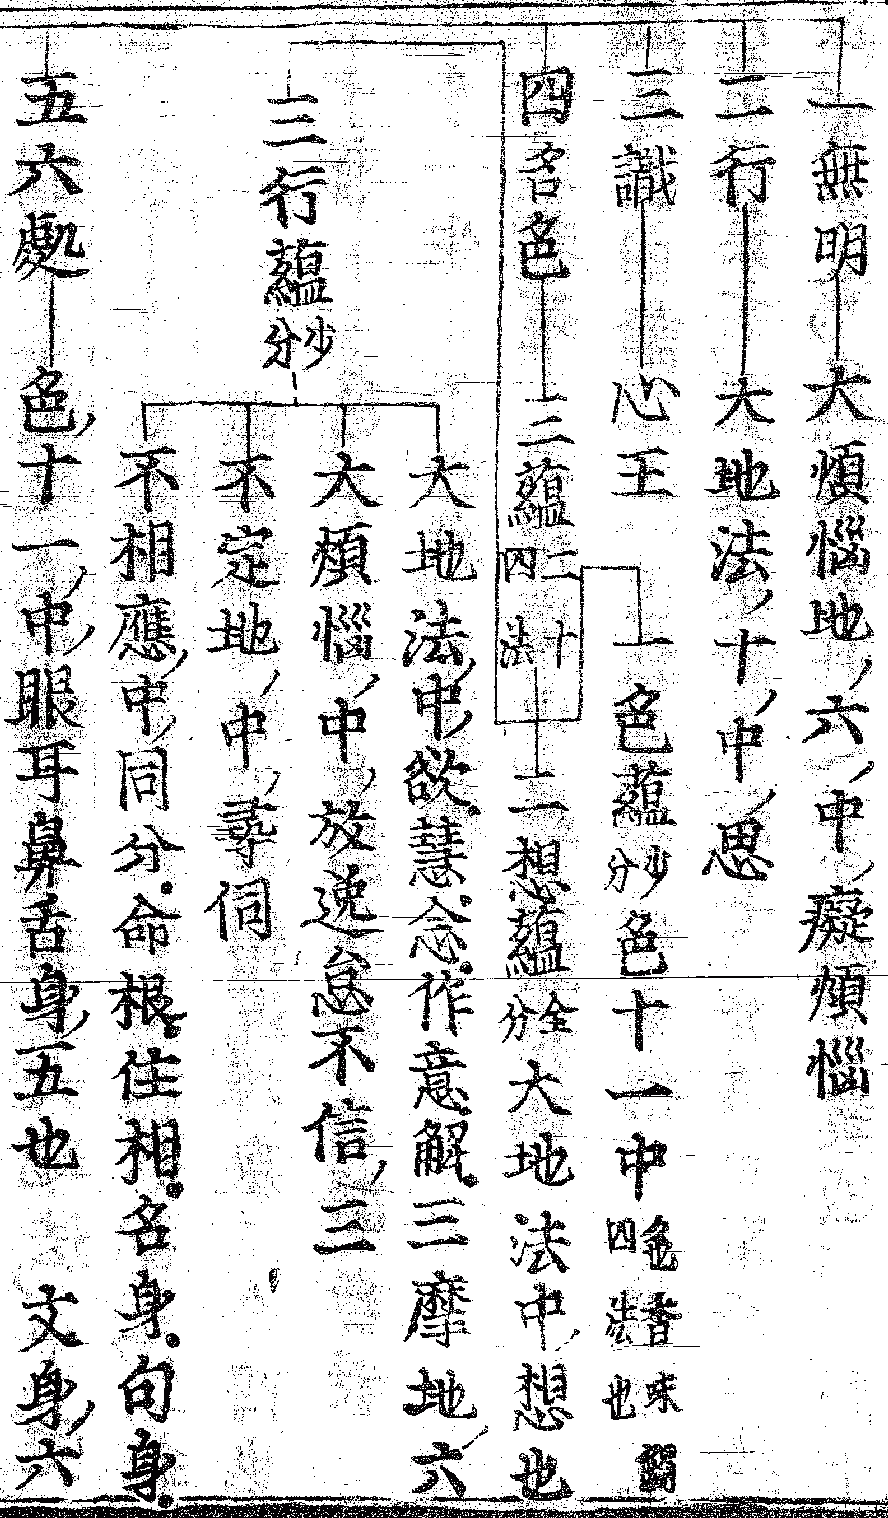 一無明 大煩惱地、六、中、癡煩惱
二行 大地法、十、中、思
三識 心王
一色蘊少分色十一中色香味觸四法也
四名色 三蘊二十四法
二想蘊全分大地法中想也
大地法、中、欲慧念作意解三摩地、六
三行蘊少分
大煩惱、中、放逸怠不信、三
不定地、中、尋伺
不相應、中、同分命根住相名身句身
五六處 色、十一、中、眼耳鼻舌身、五也 文身、六